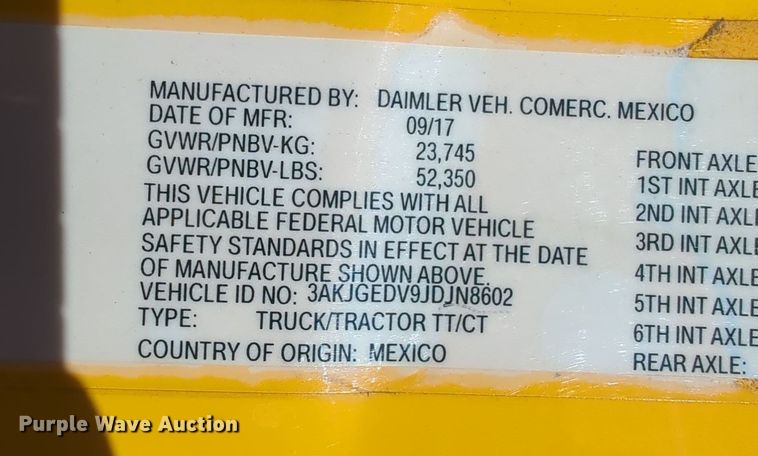 MANUFACTURED BY: DAIMLER VEH. COMERC. MEXICO
DATE OF MFR: 09/17
GVWR/PNBV-KG: 23,745
GVWR/PNBV-LBS: 52,350
THIS VEHICLE COMPLIES WITH ALL
APPLICABLE FEDERAL MOTOR VEHICLE
SAFETY STANDARDS IN EFFECT AT THE DATE
OF MANUFACTURE SHOWN ABOVE.
VEHICLE ID NO: 3AKJGEDV9JDJN8602
TYPE: TRUCK/TRACTOR TT/CT
COUNTRY OF ORIGIN: MEXICO
FRONT AXLE
1ST INT AXLE
2ND INT AXLE
3RD INT AXLE
4TH INT AXLE
5TH INT AXLE
6TH INT AXLE
REAR AXLE:
Purple Wave Auction